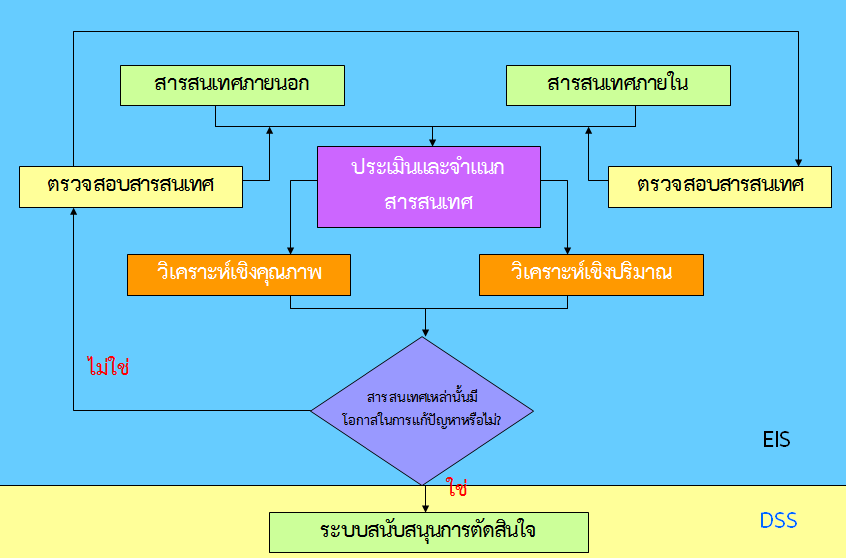 สารสนเทศภายนอก
สารสนเทศภายใน
ประเมินและจำแนก
สารสนเทศ
ตรวจสอบสารสนเทศ
ตรวจสอบสารสนเทศ
วิเคราะห์เชิงคุณภาพ
วิเคราะห์เชิงปริมาณ
ไม่ใช่
สารสนเทศเหล่านั้นมี
โอกาสในการแก้ปัญหาหรือไม่?
EIS
ใช่
DSS
ระบบสนับสนุนการตัดสินใจ